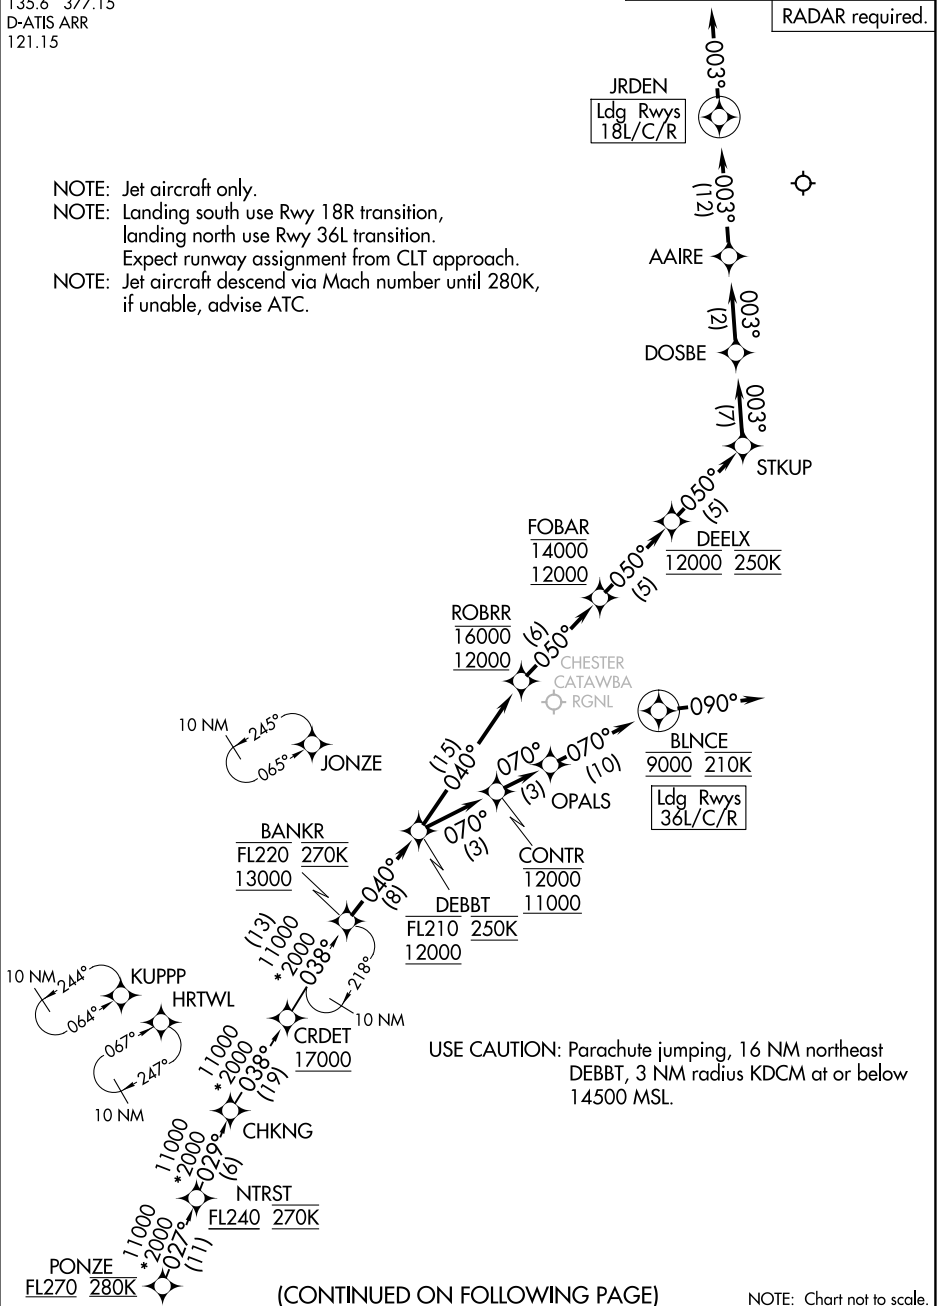 135.6 377.15
D-ATIS ARR
121.15
RADAR required.
003°
JRDEN
Ldg Rwys
18L/C/R
NOTE: Jet aircraft only.
NOTE: Landing south use Rwy 18R transition,
landing north use Rwy 36L transition.
Expect runway assignment from CLT approach.
NOTE: Jet aircraft descend via Mach number until 280K,
if unable, advise ATC.
003°
(12)
AAIRE
003°
(2)
DOSBE
003°
(7)
STKUP
050°
(5)
FOBAR
14000
12000
DEELX
12000 250K
050°
(5)
ROBRR
16000
12000
(6)
050°
CHESTER
CATAWBA
RGNL
090°
BLNCE
9000 210K
Ldg Rwys
36L/C/R
10 NM
245°
065°
JONZE
(15)
040°
070°
(3)
070°
(10)
OPALS
070°
(3)
CONTR
12000
11000
BANKR
FL220 270K
13000
040°
(8)
DEBBT
FL210 250K
12000
(13)
11000
*2000
038°
218°
10 NM
10 NM
244°
064°
KUPPP
HRTWL
067°
247°
10 NM
CRDET
17000
11000
*2000
038°
(19)
USE CAUTION: Parachute jumping, 16 NM northeast
DEBBT, 3 NM radius KDCM at or below
14500 MSL.
CHKNG
11000
*2000
029°
(6)
NTRST
FL240 270K
11000
*2000
027°
(11)
PONZE
FL270 280K
(CONTINUED ON FOLLOWING PAGE)
NOTE: Chart not to scale.